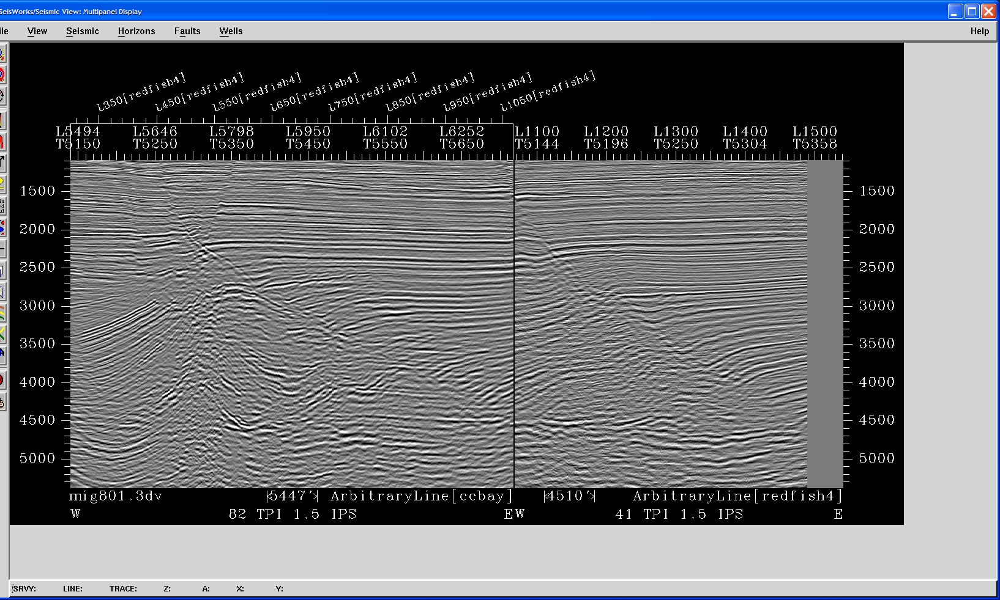 SeisWorks/Seismic View: Multipanel Display
ile View Seismic Horizons Faults Wells Help
L350[redfish4] L450[redfish4] L550[redfish4] L650[redfish4] L750[redfish4] L850[redfish4] L950[redfish4] L1050[redfish4]
L5494 L5646 L5798 L5950 L6102 L6252 L1100 L1200 L1300 L1400 L1500
T5150 T5250 T5350 T5450 T5550 T5650 T5144 T5196 T5250 T5304 T5358
1500 1500
2000 2000
2500 2500
3000 3000
3500 3500
4000 4000
4500 4500
5000 5000
mig801.3dv 5447' ArbitraryLine[ccbay] 4510' ArbitraryLine[redfish4]
W 82 TPI 1.5 IPS E W 41 TPI 1.5 IPS E
SRVY: LINE: TRACE: Z: A: X: Y: